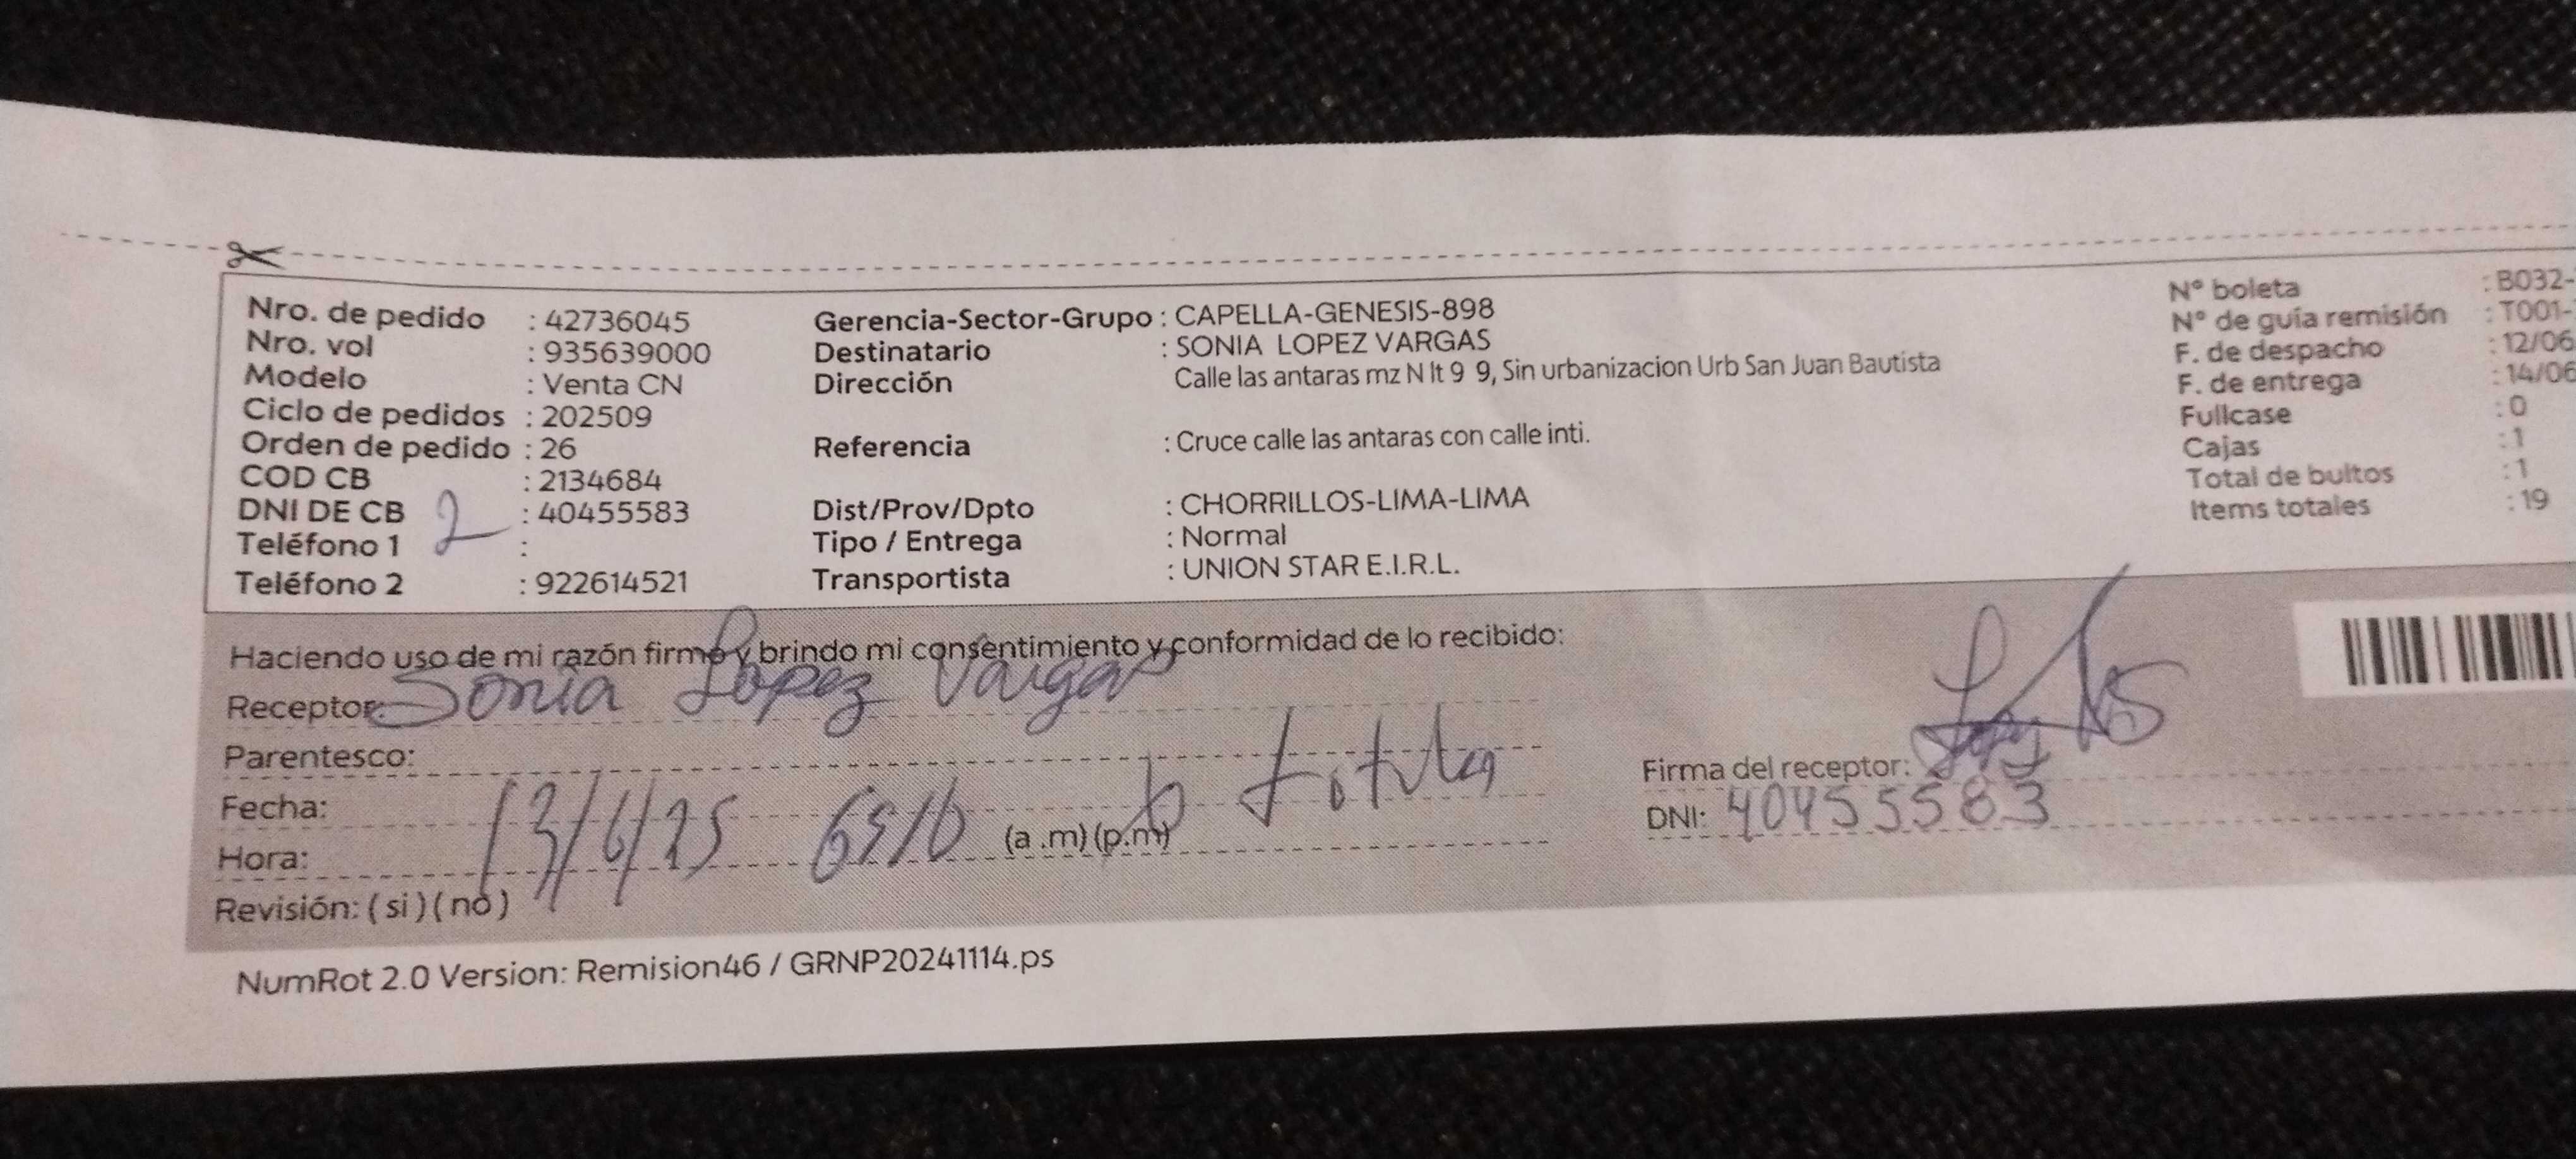 Nro. de pedido : 42736045
Nro. vol : 935639000
Modelo : Venta CN
Ciclo de pedidos : 202509
Orden de pedido : 26
COD CB : 2134684
DNI DE CB : 40455583
2
Teléfono 1 :
Teléfono 2 : 922614521
Gerencia-Sector-Grupo : CAPELLA-GENESIS-898
Destinatario : SONIA LOPEZ VARGAS
Dirección Calle las antaras mz N lt 9 9, Sin urbanizacion Urb San Juan Bautista
Referencia : Cruce calle las antaras con calle inti.
Dist/Prov/Dpto : CHORRILLOS-LIMA-LIMA
Tipo / Entrega : Normal
Transportista : UNION STAR E.I.R.L.
Nº boleta : B032-
Nº de guía remisión : T001-
F. de despacho : 12/06
F. de entrega : 14/06
Fullcase : 0
Cajas : 1
Total de bultos : 1
Items totales : 19
Haciendo uso de mi razón firmo y brindo mi consentimiento y conformidad de lo recibido:
Receptor: Sonia Lopez Vargas
Parentesco:
Fecha: 13/6/25
Hora: (a .m) (p.m)
Revisión: ( si ) ( no )
Firma del receptor:
DNI: 40455583
NumRot 2.0 Version: Remision46 / GRNP20241114.ps